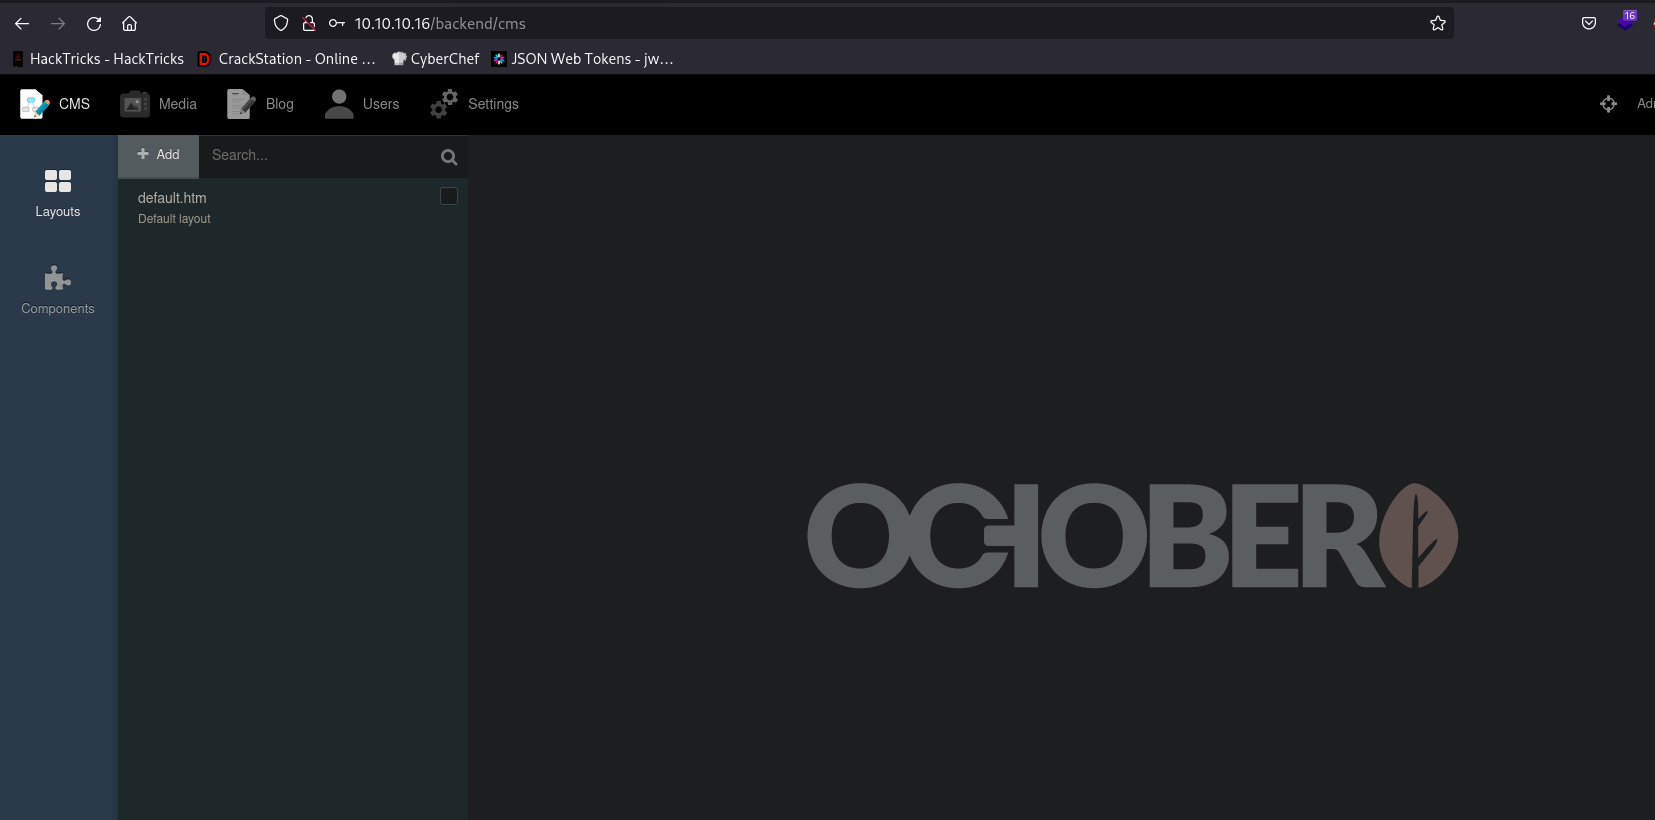 10.10.10.16/backend/cms
16
HackTricks - HackTricks CrackStation - Online ... CyberChef JSON Web Tokens - jw...
CMS Media Blog Users Settings
Add Search...
Layouts
default.htm
Default layout
Components
OCTOBER